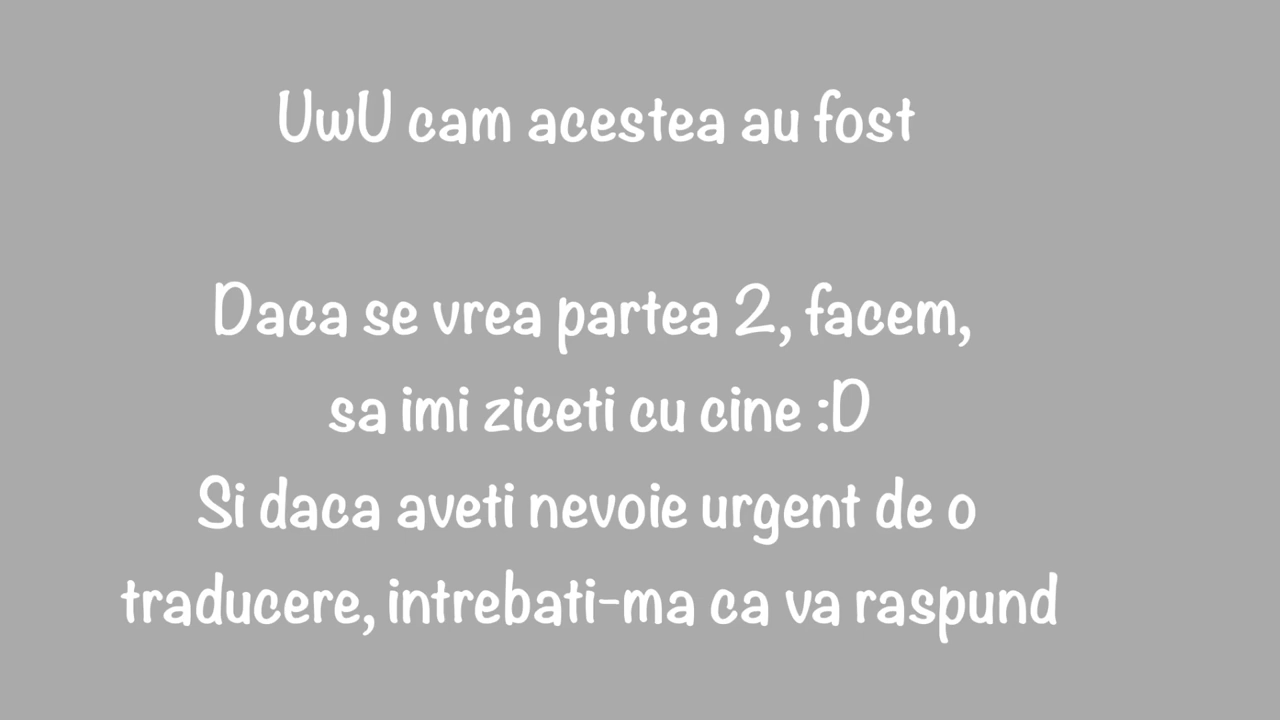 UwU cam acestea au fost
Daca se vrea partea 2, facem,
sa imi ziceti cu cine :D
Si daca aveti nevoie urgent de o
traducere, intrebati-ma ca va raspund